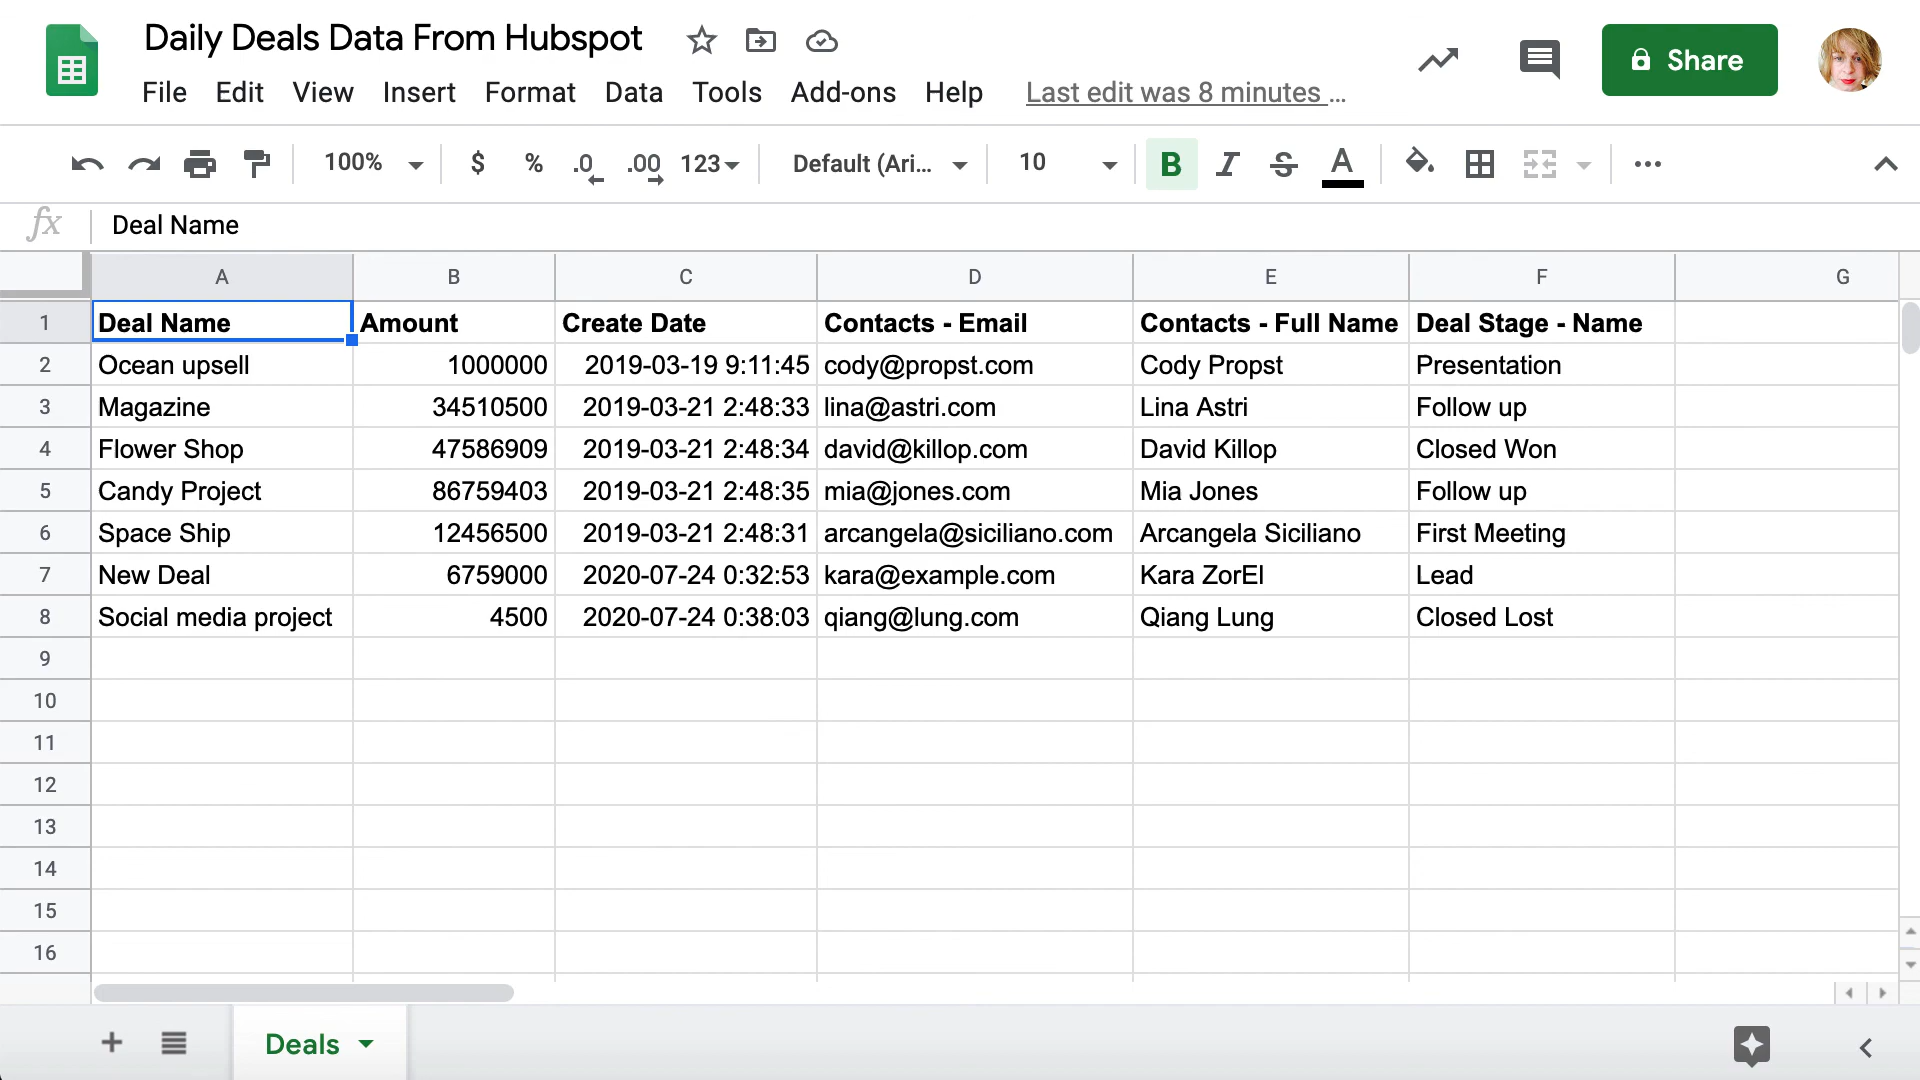 Daily Deals Data From Hubspot
File Edit View Insert Format Data Tools Add-ons Help Last edit was 8 minutes ...
Share
100% $ % .0 .00 123 Default (Ari... 10 B I S A
fx Deal Name
A B C D E F G
1 Deal Name Amount Create Date Contacts - Email Contacts - Full Name Deal Stage - Name
2 Ocean upsell 1000000 2019-03-19 9:11:45 cody@propst.com Cody Propst Presentation
3 Magazine 34510500 2019-03-21 2:48:33 lina@astri.com Lina Astri Follow up
4 Flower Shop 47586909 2019-03-21 2:48:34 david@killop.com David Killop Closed Won
5 Candy Project 86759403 2019-03-21 2:48:35 mia@jones.com Mia Jones Follow up
6 Space Ship 12456500 2019-03-21 2:48:31 arcangela@siciliano.com Arcangela Siciliano First Meeting
7 New Deal 6759000 2020-07-24 0:32:53 kara@example.com Kara ZorEl Lead
8 Social media project 4500 2020-07-24 0:38:03 qiang@lung.com Qiang Lung Closed Lost
9
10
11
12
13
14
15
16
Deals